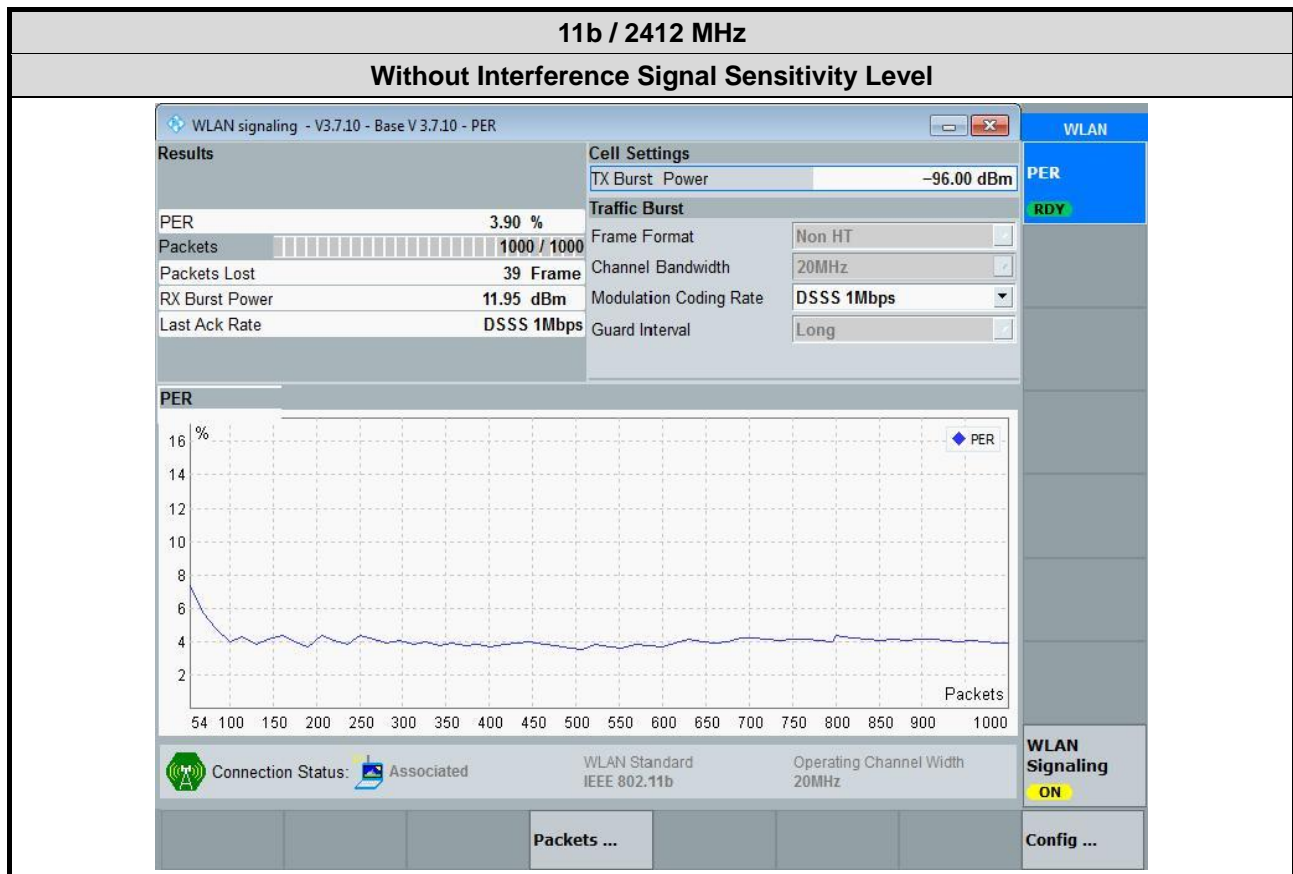 11b / 2412 MHz
Without Interference Signal Sensitivity Level
WLAN signaling - V3.7.10 - Base V 3.7.10 - PER
WLAN
Results
Cell Settings
TX Burst Power −96.00 dBm
PER
RDY
Traffic Burst
PER 3.90 %
Frame Format Non HT
Packets 1000 / 1000
Channel Bandwidth 20MHz
Packets Lost 39 Frame
Modulation Coding Rate DSSS 1Mbps
RX Burst Power 11.95 dBm
Guard Interval Long
Last Ack Rate DSSS 1Mbps
PER
%
PER
16
14
12
10
8
6
4
2
Packets
54 100 150 200 250 300 350 400 450 500 550 600 650 700 750 800 850 900 1000
Connection Status: Associated
WLAN Standard
IEEE 802.11b
Operating Channel Width
20MHz
WLAN
Signaling
ON
Packets ...
Config ...